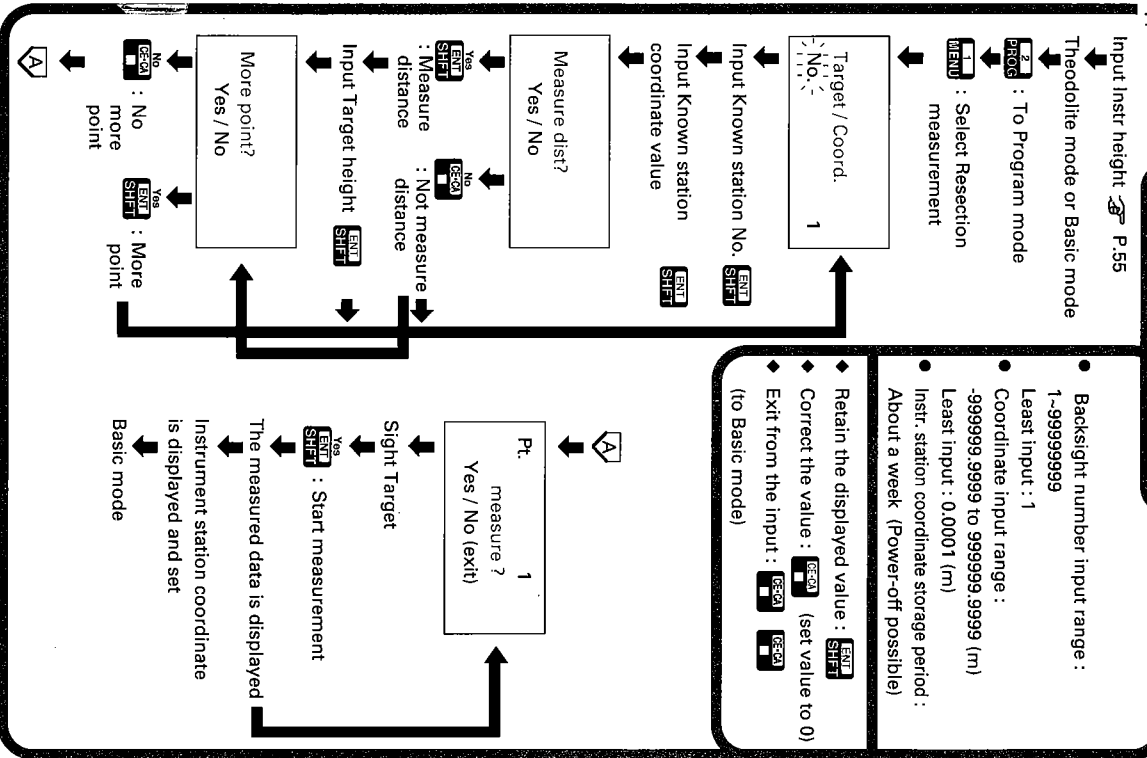 Input Instr height P.55
Theodolite mode or Basic mode
2 PROG : To Program mode
1 MENU : Select Resection
measurement
Target / Coord.
No. 1
Input Known station No. ENT SHFT
Input Known station
coordinate value ENT SHFT
Measure dist?
Yes / No
Yes ENT SHFT : Measure
distance
No CE•CA : Not measure
distance
Input Target height ENT SHFT
More point?
Yes / No
No CE•CA : No
more
point
Yes ENT SHFT : More
point
A
● Backsight number input range :
1~99999999
Least input : 1
● Coordinate input range :
-99999.9999 to 999999.9999 (m)
Least input : 0.0001 (m)
● Instr. station coordinate storage period :
About a week (Power-off possible)
◆ Retain the displayed value : ENT SHFT
◆ Correct the value : CE•CA (set value to 0)
◆ Exit from the input : CE•CA CE•CA
(to Basic mode)
A
Pt. 1
measure ?
Yes / No (exit)
Sight Target
Yes ENT SHFT : Start measurement
The measured data is displayed
Instrument station coordinate
is displayed and set
Basic mode